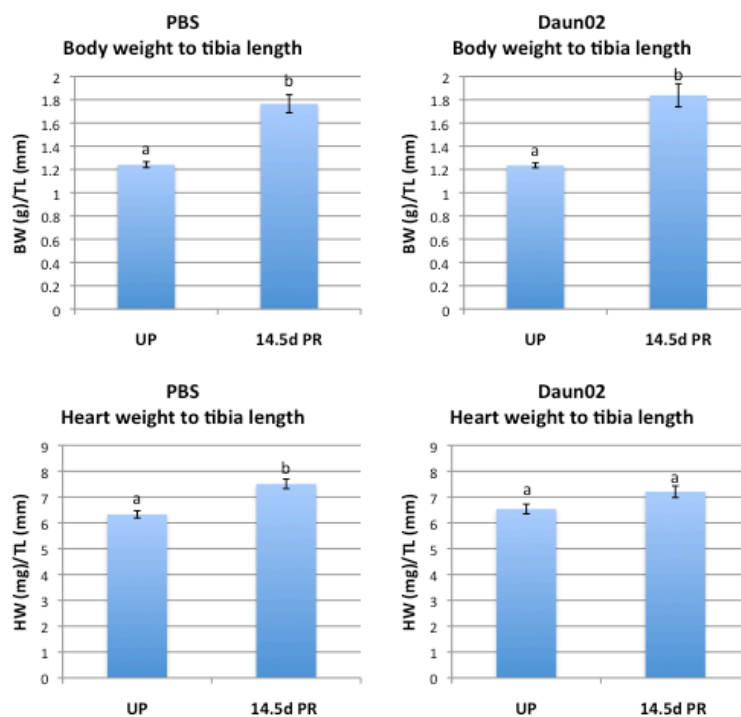 PBS
Body weight to tibia length
BW (g)/TL (mm)
2
1.8
1.6
1.4
1.2
1
0.8
0.6
0.4
0.2
0
a
b
UP
14.5d PR
Daun02
Body weight to tibia length
BW (g)/TL (mm)
2
1.8
1.6
1.4
1.2
1
0.8
0.6
0.4
0.2
0
a
b
UP
14.5d PR
PBS
Heart weight to tibia length
HW (mg)/TL (mm)
9
8
7
6
5
4
3
2
1
0
a
b
UP
14.5d PR
Daun02
Heart weight to tibia length
HW (mg)/TL (mm)
9
8
7
6
5
4
3
2
1
0
a
a
UP
14.5d PR